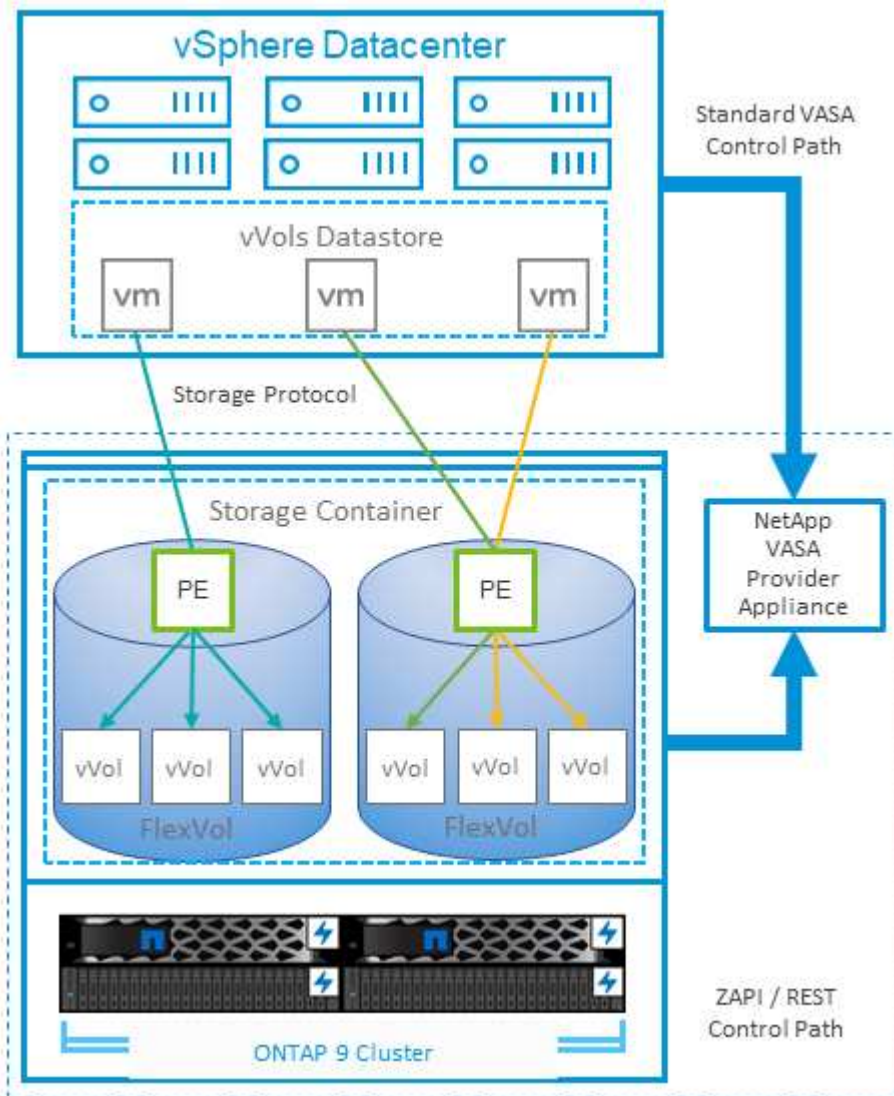 vSphere Datacenter
Standard VASA
Control Path
vVols Datastore
vm
vm
vm
Storage Protocol
Storage Container
NetApp
VASA
Provider
Appliance
PE
PE
vVol
vVol
vVol
vVol
vVol
vVol
FlexVol
FlexVol
ZAPI / REST
Control Path
ONTAP 9 Cluster